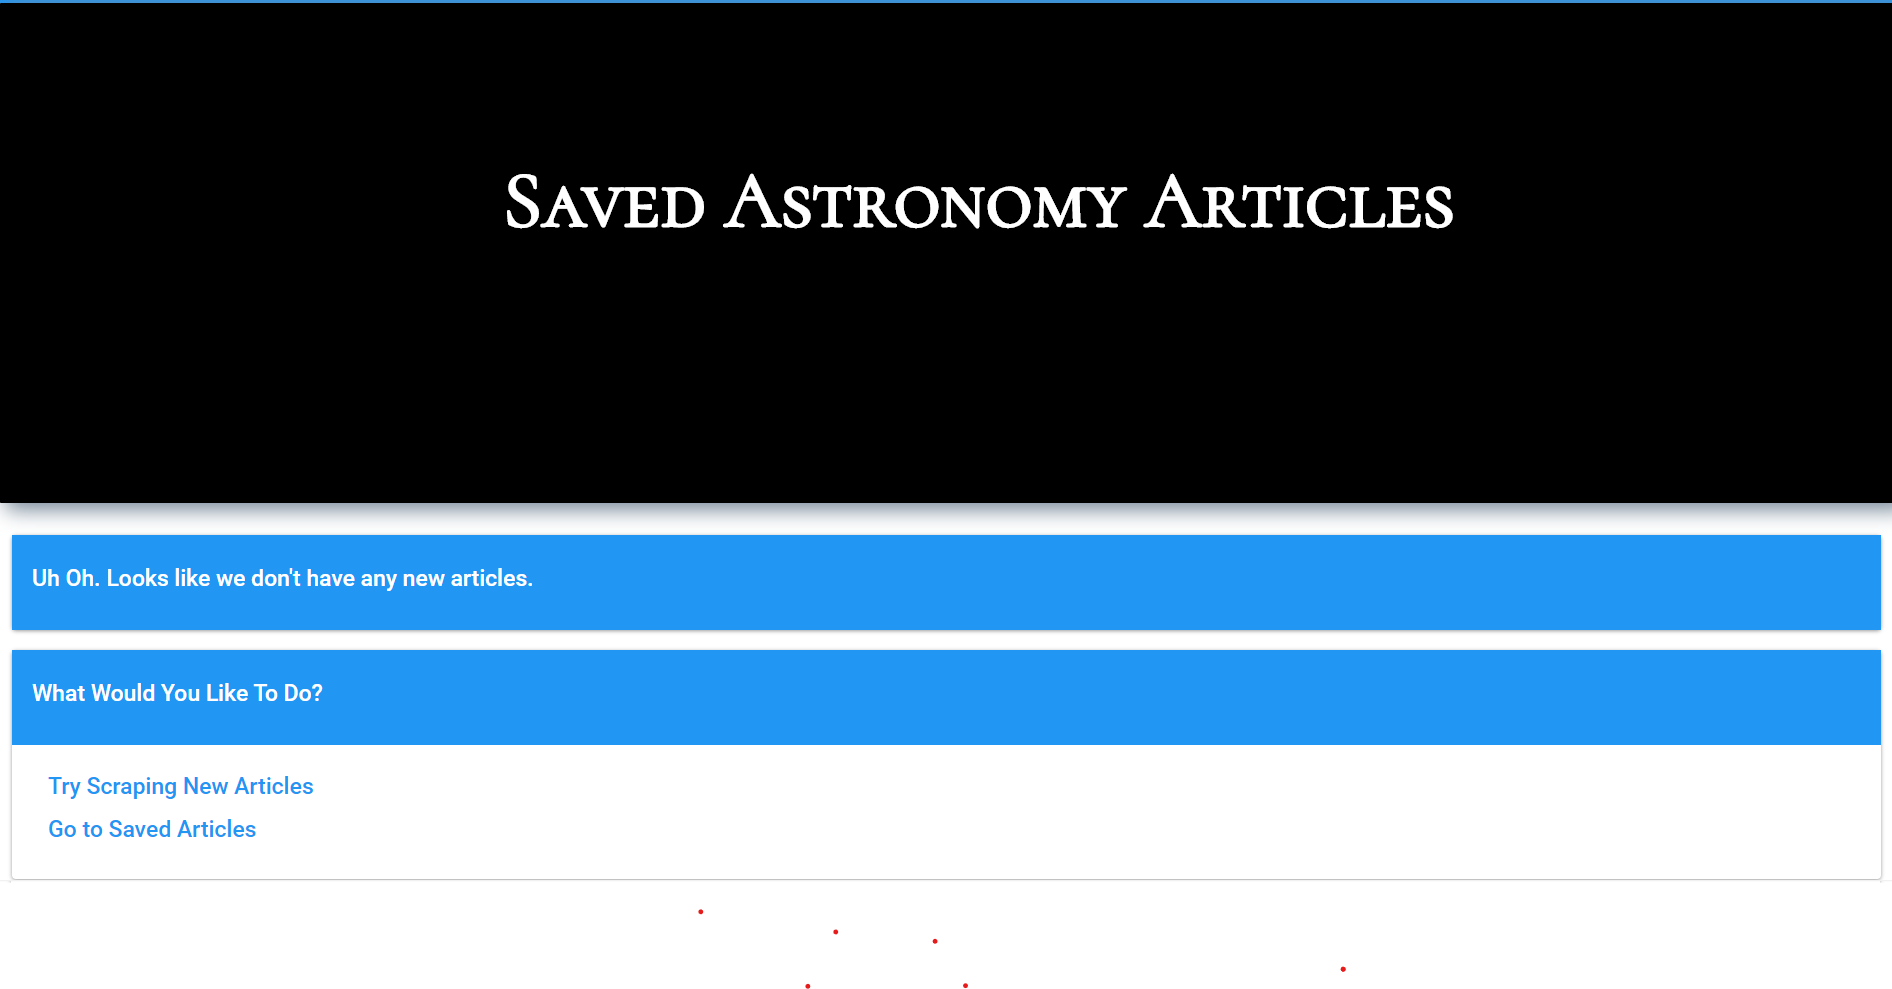 Saved Astronomy Articles
Uh Oh. Looks like we don't have any new articles.
What Would You Like To Do?
Try Scraping New Articles
Go to Saved Articles